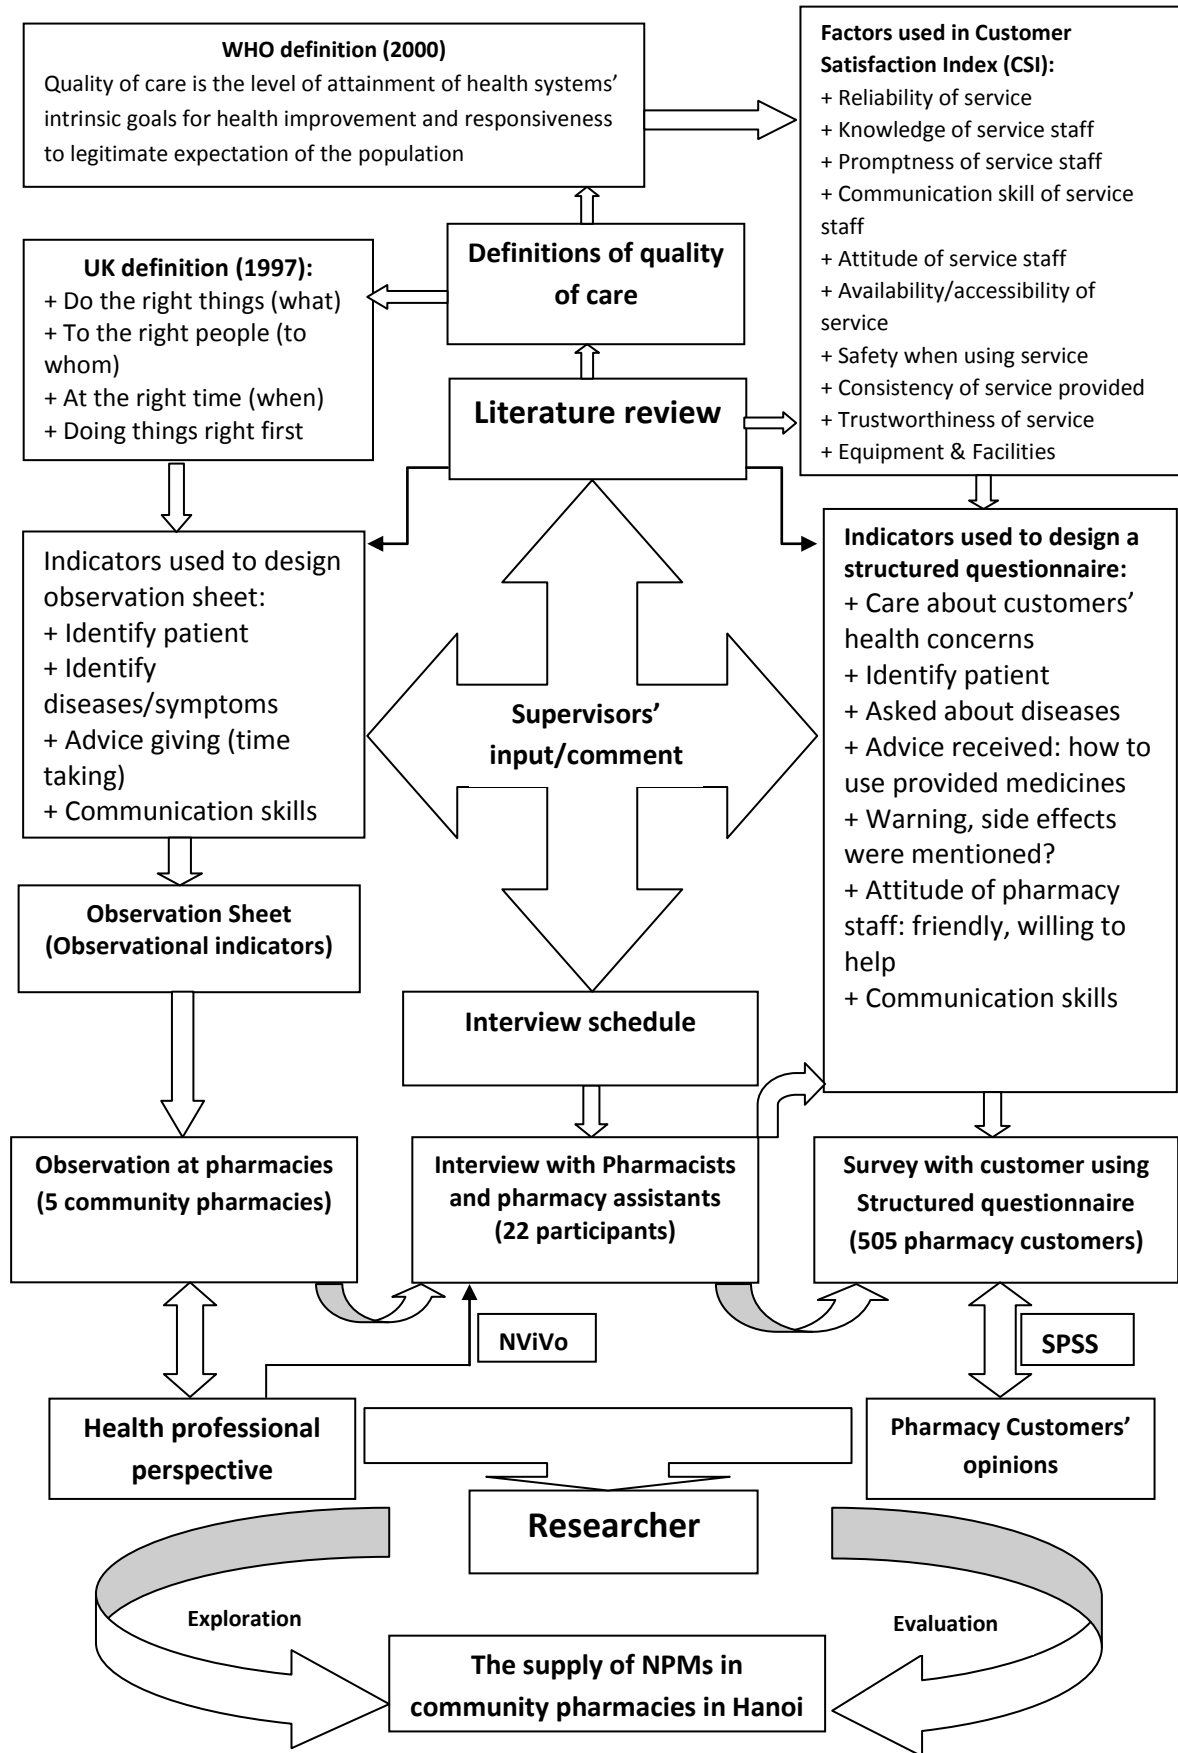 WHO definition (2000)
Quality of care is the level of attainment of health systems’
intrinsic goals for health improvement and responsiveness
to legitimate expectation of the population
Factors used in Customer
Satisfaction Index (CSI):
+ Reliability of service
+ Knowledge of service staff
+ Promptness of service staff
+ Communication skill of service
staff
+ Attitude of service staff
+ Availability/accessibility of
service
+ Safety when using service
+ Consistency of service provided
+ Trustworthiness of service
+ Equipment & Facilities
Definitions of quality
of care
UK definition (1997):
+ Do the right things (what)
+ To the right people (to
whom)
+ At the right time (when)
+ Doing things right first
Literature review
Indicators used to design
observation sheet:
+ Identify patient
+ Identify
diseases/symptoms
+ Advice giving (time
taking)
+ Communication skills
Supervisors’
input/comment
Indicators used to design a
structured questionnaire:
+ Care about customers’
health concerns
+ Identify patient
+ Asked about diseases
+ Advice received: how to
use provided medicines
+ Warning, side effects
were mentioned?
+ Attitude of pharmacy
staff: friendly, willing to
help
+ Communication skills
Observation Sheet
(Observational indicators)
Interview schedule
Observation at pharmacies
(5 community pharmacies)
Interview with Pharmacists
and pharmacy assistants
(22 participants)
Survey with customer using
Structured questionnaire
(505 pharmacy customers)
NViVo
SPSS
Health professional
perspective
Pharmacy Customers’
opinions
Researcher
Exploration
Evaluation
The supply of NPMs in
community pharmacies in Hanoi